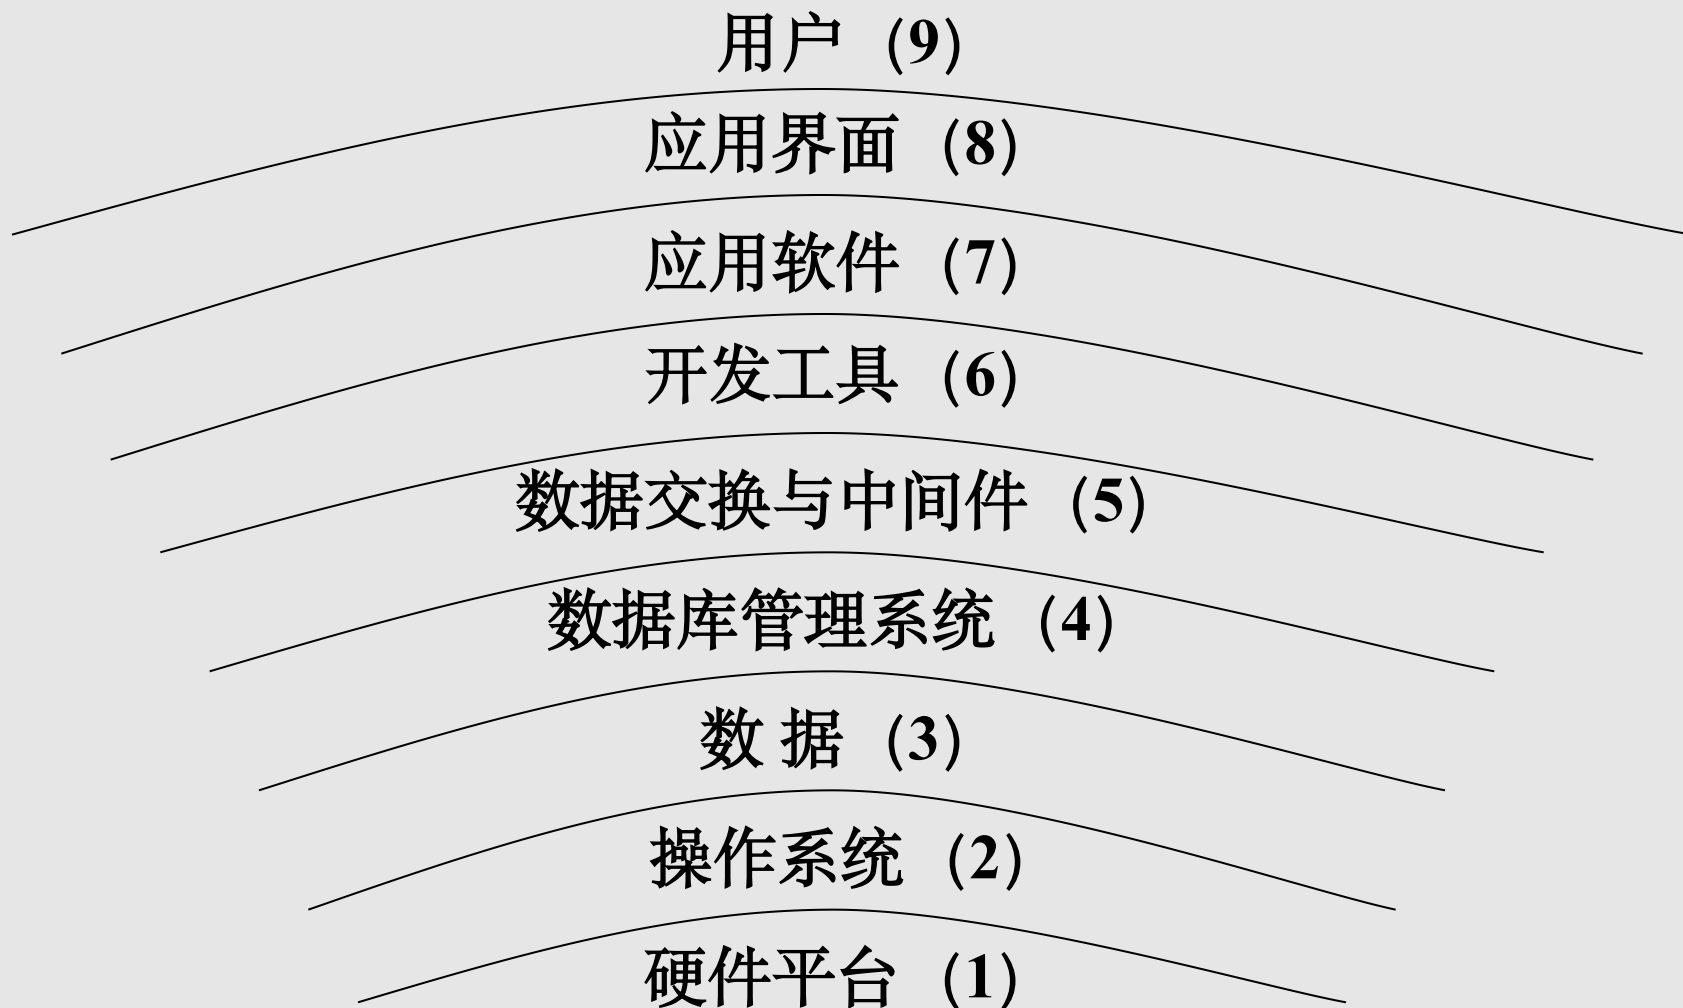 用户（9）
应用界面（8）
应用软件（7）
开发工具（6）
数据交换与中间件（5）
数据库管理系统（4）
数 据（3）
操作系统（2）
硬件平台（1）